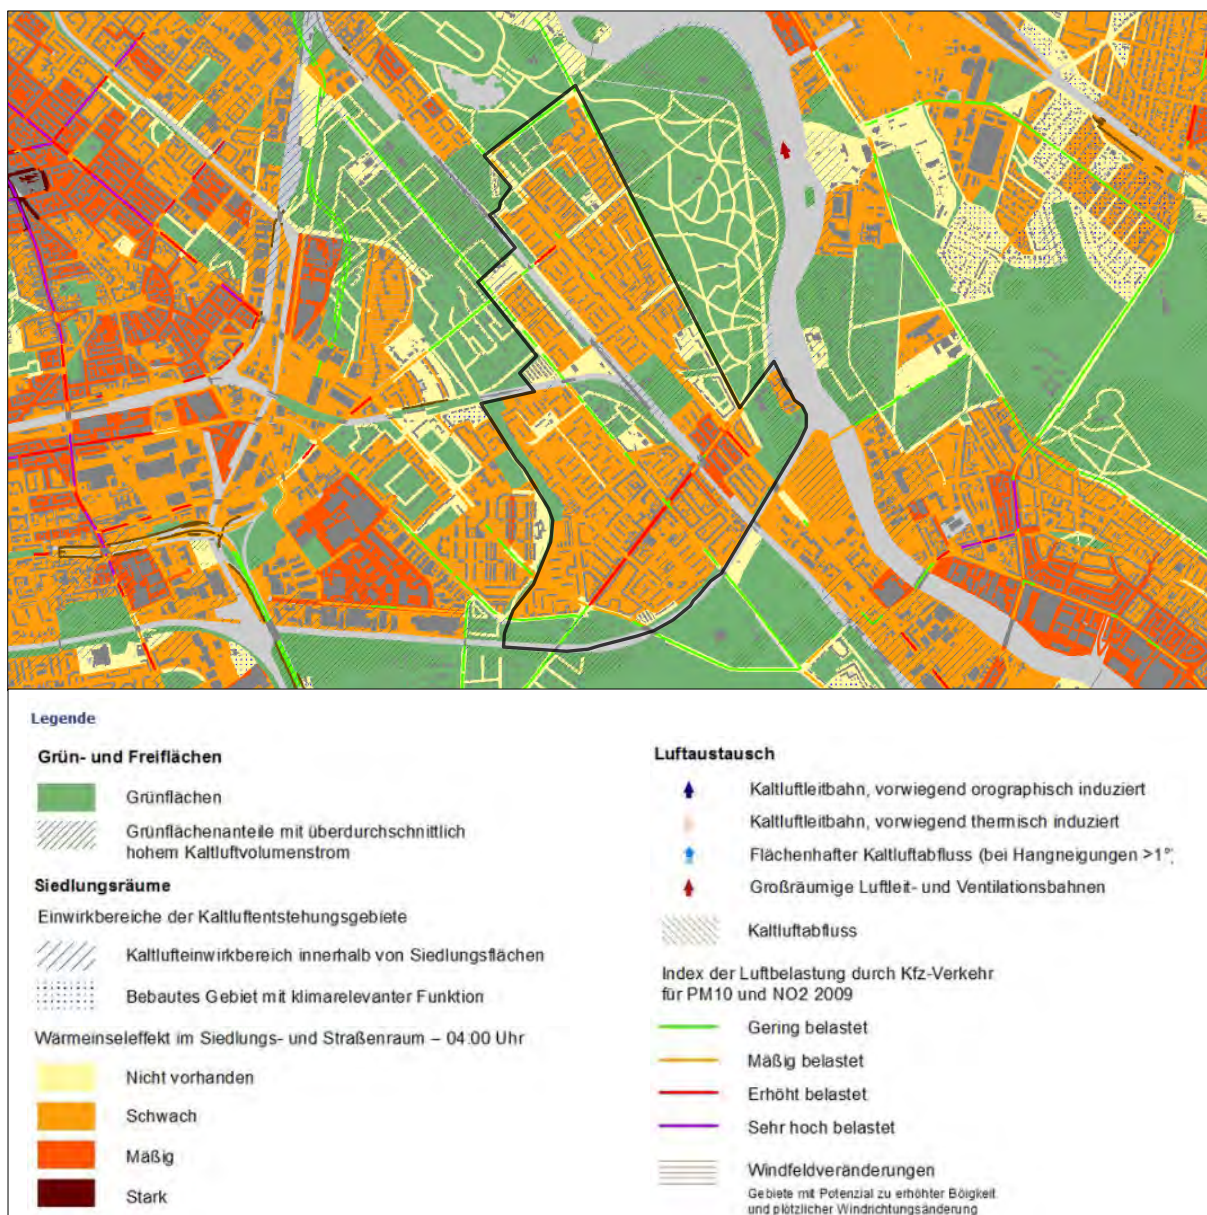 Legende
Grün- und Freiflächen
Grünflächen
Grünflächenanteile mit überdurchschnittlich
hohem Kaltluftvolumenstrom
Siedlungsräume
Einwirkbereiche der Kaltluftentstehungsgebiete
Kaltlufteinwirkbereich innerhalb von Siedlungsflächen
Bebautes Gebiet mit klimarelevanter Funktion
Wärmeinseleffekt im Siedlungs- und Straßenraum – 04:00 Uhr
Nicht vorhanden
Schwach
Mäßig
Stark
Luftaustausch
Kaltluftleitbahn, vorwiegend orographisch induziert
Kaltluftleitbahn, vorwiegend thermisch induziert
Flächenhafter Kaltluftabfluss (bei Hangneigungen >1°,
Großräumige Luftleit- und Ventilationsbahnen
Kaltluftabfluss
Index der Luftbelastung durch Kfz-Verkehr
für PM10 und NO2 2009
Gering belastet
Mäßig belastet
Erhöht belastet
Sehr hoch belastet
Windfeldveränderungen
Gebiete mit Potenzial zu erhöhter Böigkeit
und plötzlicher Windrichtungsänderung